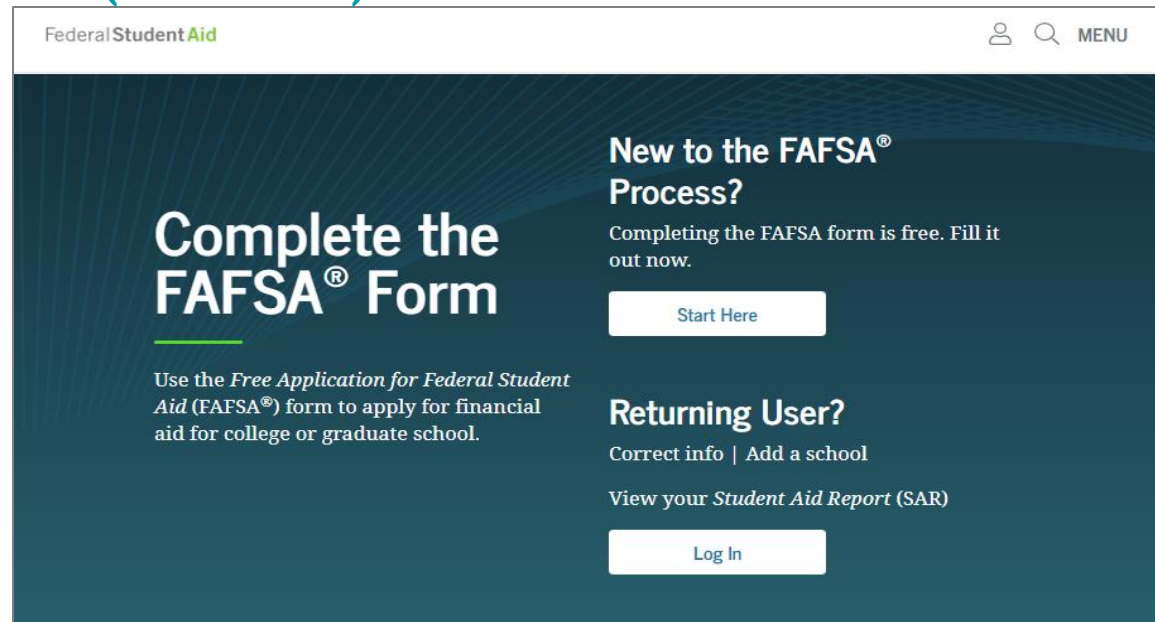 Federal Student Aid
MENU
Complete the
FAFSA® Form
Use the Free Application for Federal Student
Aid (FAFSA®) form to apply for financial
aid for college or graduate school.
New to the FAFSA®
Process?
Completing the FAFSA form is free. Fill it
out now.
Start Here
Returning User?
Correct info | Add a school
View your Student Aid Report (SAR)
Log In